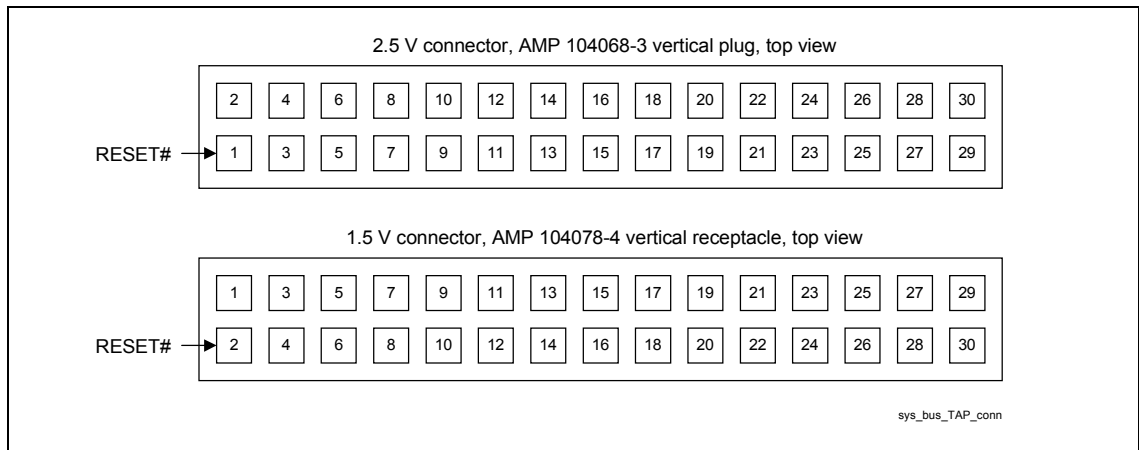 2.5 V connector, AMP 104068-3 vertical plug, top view
2 4 6 8 10 12 14 16 18 20 22 24 26 28 30
RESET# 1 3 5 7 9 11 13 15 17 19 21 23 25 27 29
1.5 V connector, AMP 104078-4 vertical receptacle, top view
1 3 5 7 9 11 13 15 17 19 21 23 25 27 29
RESET# 2 4 6 8 10 12 14 16 18 20 22 24 26 28 30
sys_bus_TAP_conn